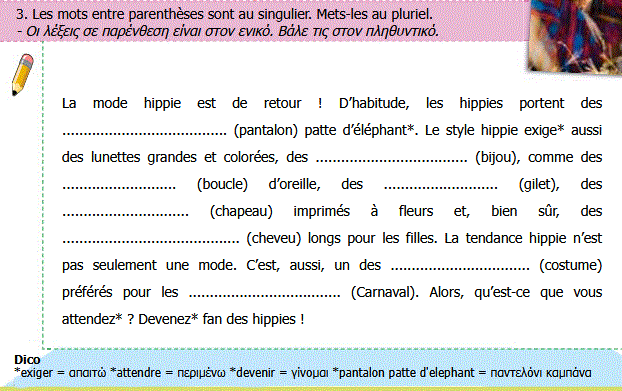 3. Les mots entre parenthèses sont au singulier. Mets-les au pluriel.
- Οι λέξεις σε παρένθεση είναι στον ενικό. Βάλε τις στον πληθυντικό.
La mode hippie est de retour ! D’habitude, les hippies portent des
...................................... (pantalon) patte d’éléphant*. Le style hippie exige* aussi
des lunettes grandes et colorées, des ................................... (bijou), comme des
.......................... (boucle) d’oreille, des .......................... (gilet), des
............................. (chapeau) imprimés à fleurs et, bien sûr, des
......................................... (cheveu) longs pour les filles. La tendance hippie n’est
pas seulement une mode. C’est, aussi, un des ................................ (costume)
préférés pour les ................................... (Carnaval). Alors, qu’est-ce que vous
attendez* ? Devenez* fan des hippies !
Dico
*exiger = απαιτώ *attendre = περιμένω *devenir = γίνομαι *pantalon patte d'elephant = παντελόνι καμπάνα